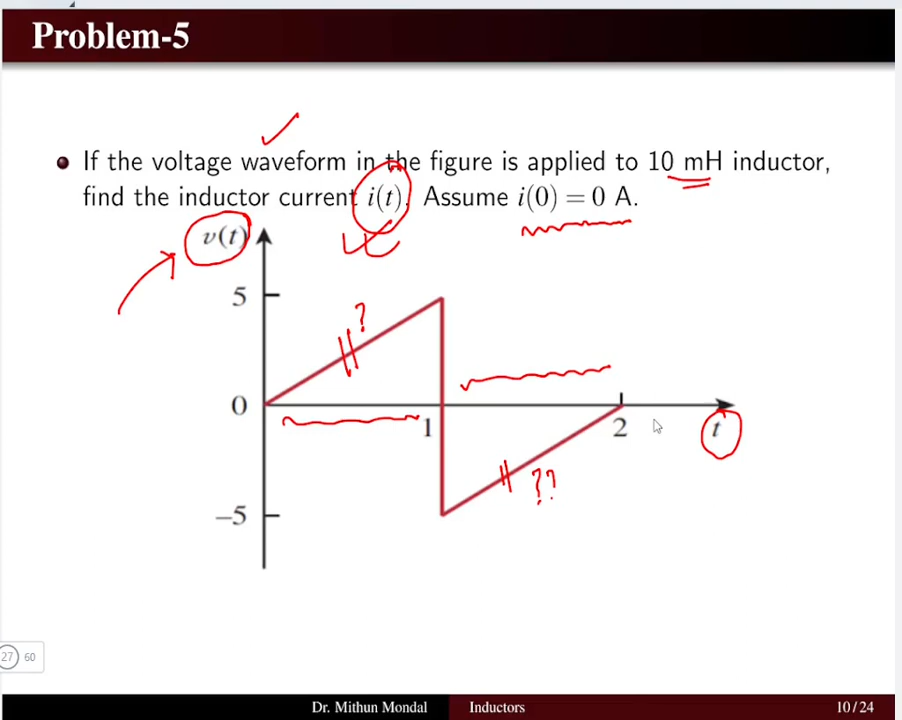 Problem-5
If the voltage waveform in the figure is applied to 10 mH inductor,
find the inductor current i(t). Assume i(0) = 0 A.
v(t)
5
?
0
1
2
t
??
–5
27 60
Dr. Mithun Mondal Inductors 10/24